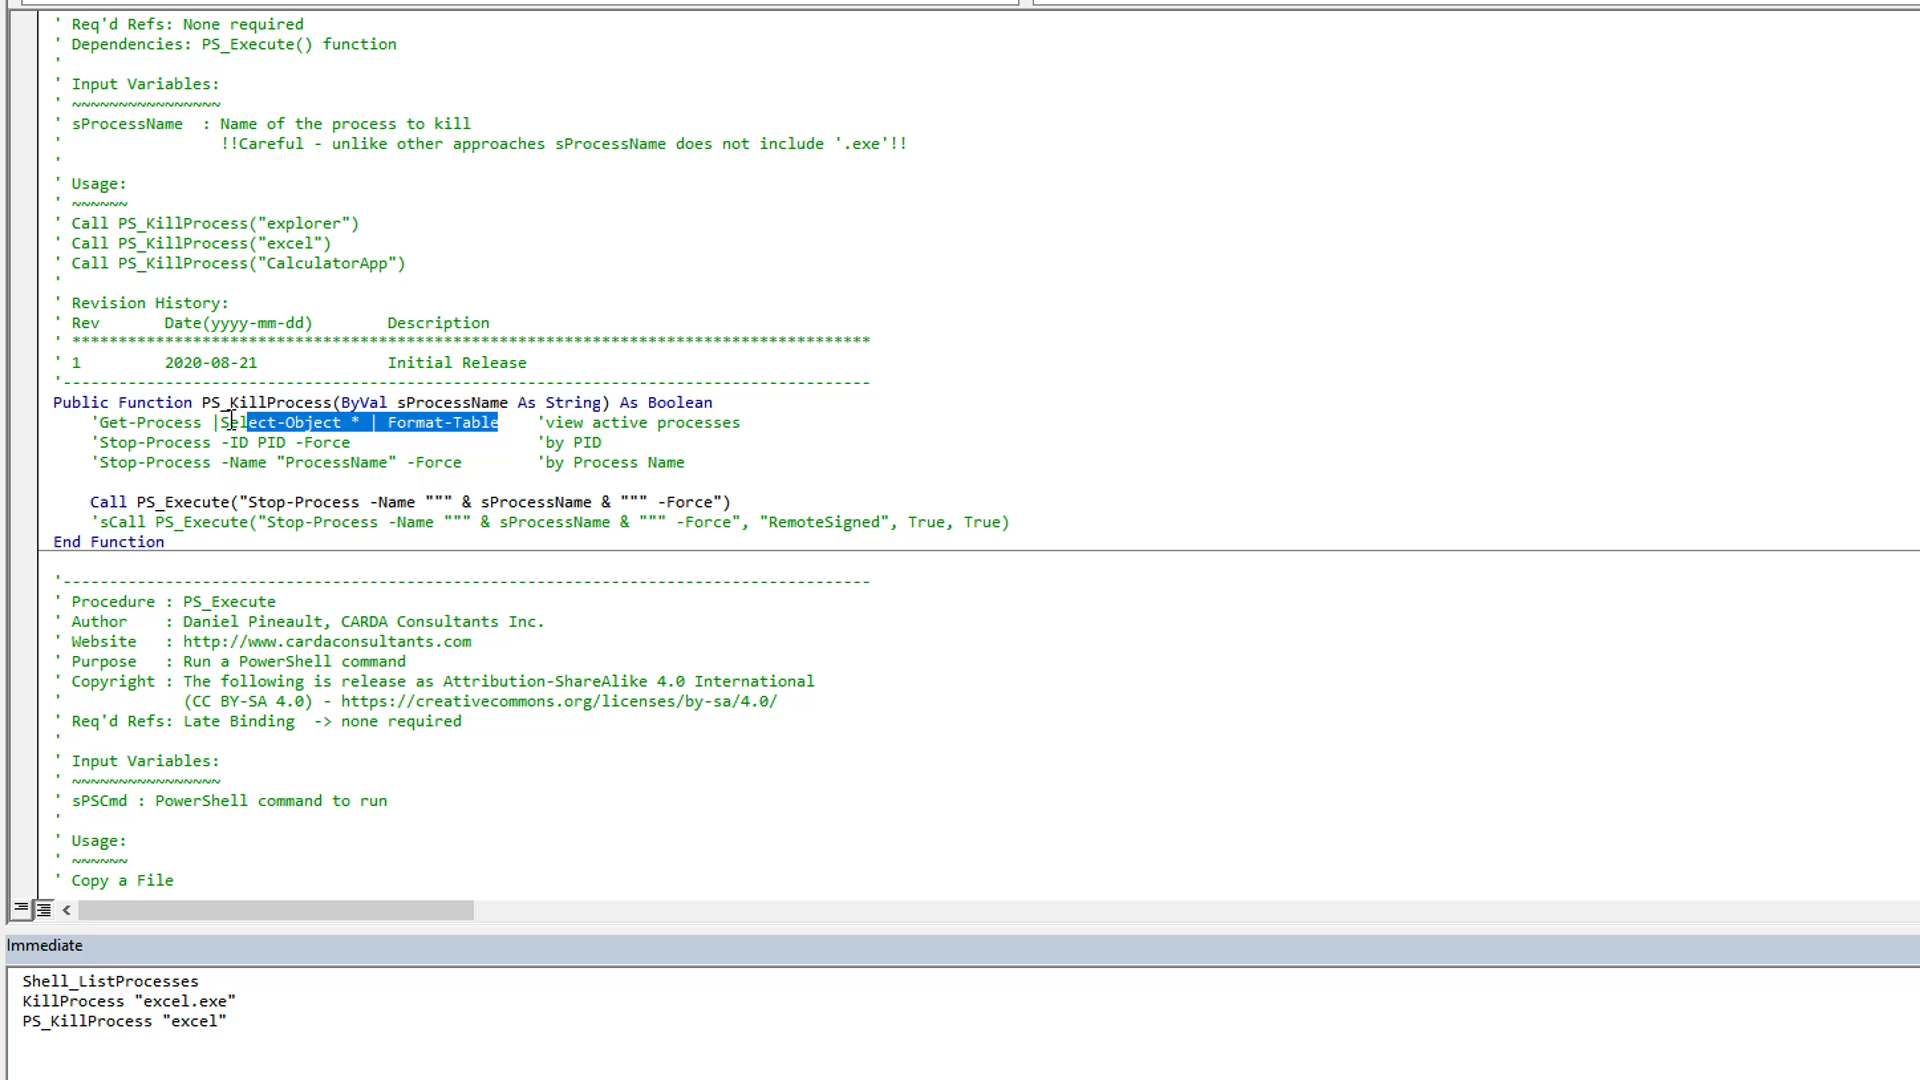 ' Req'd Refs: None required
' Dependencies: PS_Execute() function
'
' Input Variables:
' ~~~~~~~~~~~~~~~~
' sProcessName  : Name of the process to kill
'                 !!Careful - unlike other approaches sProcessName does not include '.exe'!!
'
' Usage:
' ~~~~~~
' Call PS_KillProcess("explorer")
' Call PS_KillProcess("excel")
' Call PS_KillProcess("CalculatorApp")
'
' Revision History:
' Rev       Date(yyyy-mm-dd)        Description
' **************************************************************************************
' 1         2020-08-21              Initial Release
'---------------------------------------------------------------------------------------
Public Function PS_KillProcess(ByVal sProcessName As String) As Boolean
    'Get-Process |Select-Object * | Format-Table    'view active processes
    'Stop-Process -ID PID -Force                    'by PID
    'Stop-Process -Name "ProcessName" -Force        'by Process Name
    Call PS_Execute("Stop-Process -Name """ & sProcessName & """ -Force")
    'sCall PS_Execute("Stop-Process -Name """ & sProcessName & """ -Force", "RemoteSigned", True, True)
End Function
'---------------------------------------------------------------------------------------
' Procedure : PS_Execute
' Author    : Daniel Pineault, CARDA Consultants Inc.
' Website   : http://www.cardaconsultants.com
' Purpose   : Run a PowerShell command
' Copyright : The following is release as Attribution-ShareAlike 4.0 International
'             (CC BY-SA 4.0) - https://creativecommons.org/licenses/by-sa/4.0/
' Req'd Refs: Late Binding  -> none required
'
' Input Variables:
' ~~~~~~~~~~~~~~~~
' sPSCmd : PowerShell command to run
'
' Usage:
' ~~~~~~
' Copy a File
Immediate
Shell_ListProcesses
KillProcess "excel.exe"
PS_KillProcess "excel"